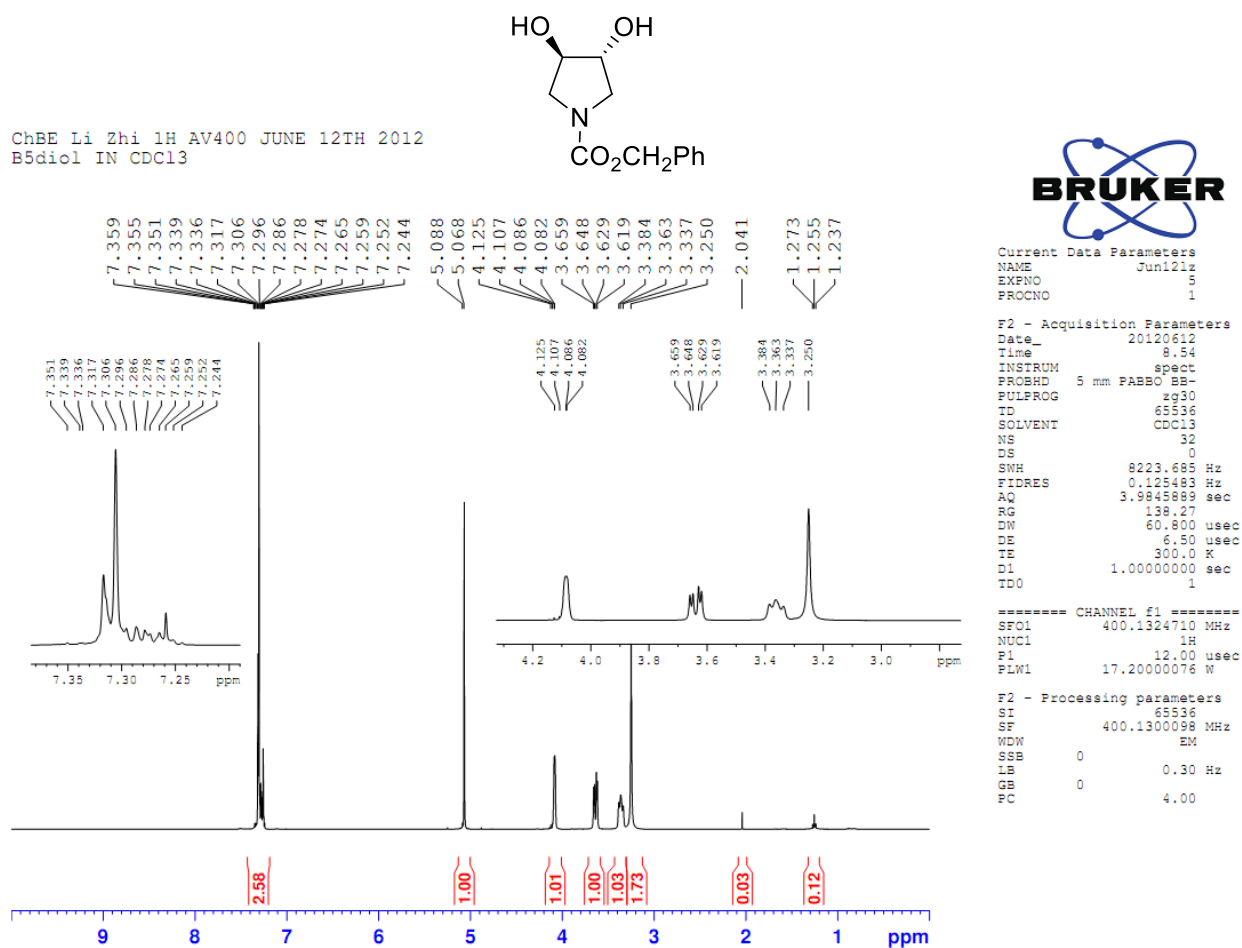 HO
OH
N
CO2CH2Ph
ChBE Li Zhi 1H AV400 JUNE 12TH 2012
B5diol IN CDCl3
7.359
7.355
7.351
7.339
7.336
7.317
7.306
7.296
7.286
7.278
7.274
7.265
7.259
7.252
7.244
5.088
5.068
4.125
4.107
4.086
4.082
3.659
3.648
3.629
3.619
3.384
3.363
3.337
3.250
2.041
1.273
1.255
1.237
7.351
7.339
7.336
7.317
7.306
7.296
7.286
7.278
7.274
7.265
7.259
7.252
7.244
7.35 7.30 7.25 ppm
4.125
4.107
4.086
4.082
3.659
3.648
3.629
3.619
3.384
3.363
3.337
3.250
4.2 4.0 3.8 3.6 3.4 3.2 3.0 ppm
2.58
1.00
1.01
1.00
1.03
1.73
0.03
0.12
9 8 7 6 5 4 3 2 1 ppm
BRUKER
Current Data Parameters
NAME Jun12lz
EXPNO 5
PROCNO 1
F2 - Acquisition Parameters
Date_ 20120612
Time 8.54
INSTRUM spect
PROBHD 5 mm PABBO BB-
PULPROG zg30
TD 65536
SOLVENT CDCl3
NS 32
DS 0
SWH 8223.685 Hz
FIDRES 0.125483 Hz
AQ 3.9845889 sec
RG 138.27
DW 60.800 usec
DE 6.50 usec
TE 300.0 K
D1 1.00000000 sec
TD0 1
======== CHANNEL f1 ========
SFO1 400.1324710 MHz
NUC1 1H
P1 12.00 usec
PLW1 17.20000076 W
F2 - Processing parameters
SI 65536
SF 400.1300098 MHz
WDW EM
SSB 0
LB 0.30 Hz
GB 0
PC 4.00